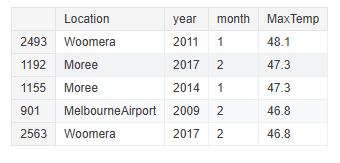 Location year month MaxTemp
2493 Woomera 2011 1 48.1
1192 Moree 2017 2 47.3
1155 Moree 2014 1 47.3
901 MelbourneAirport 2009 2 46.8
2563 Woomera 2017 2 46.8